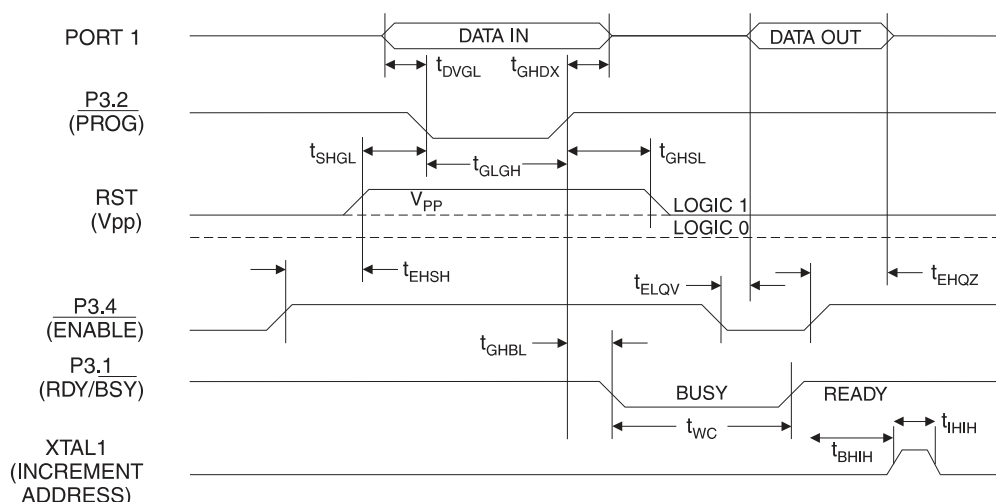 PORT 1
DATA IN
DATA OUT
tDVGL
tGHDX
P3.2
(PROG)
tSHGL
tGLGH
tGHSL
RST
(Vpp)
VPP
LOGIC 1
LOGIC 0
tEHSH
tELQV
tEHQZ
P3.4
(ENABLE)
tGHBL
P3.1
(RDY/BSY)
BUSY
READY
tWC
tIHIH
tBHIH
XTAL1
(INCREMENT
ADDRESS)